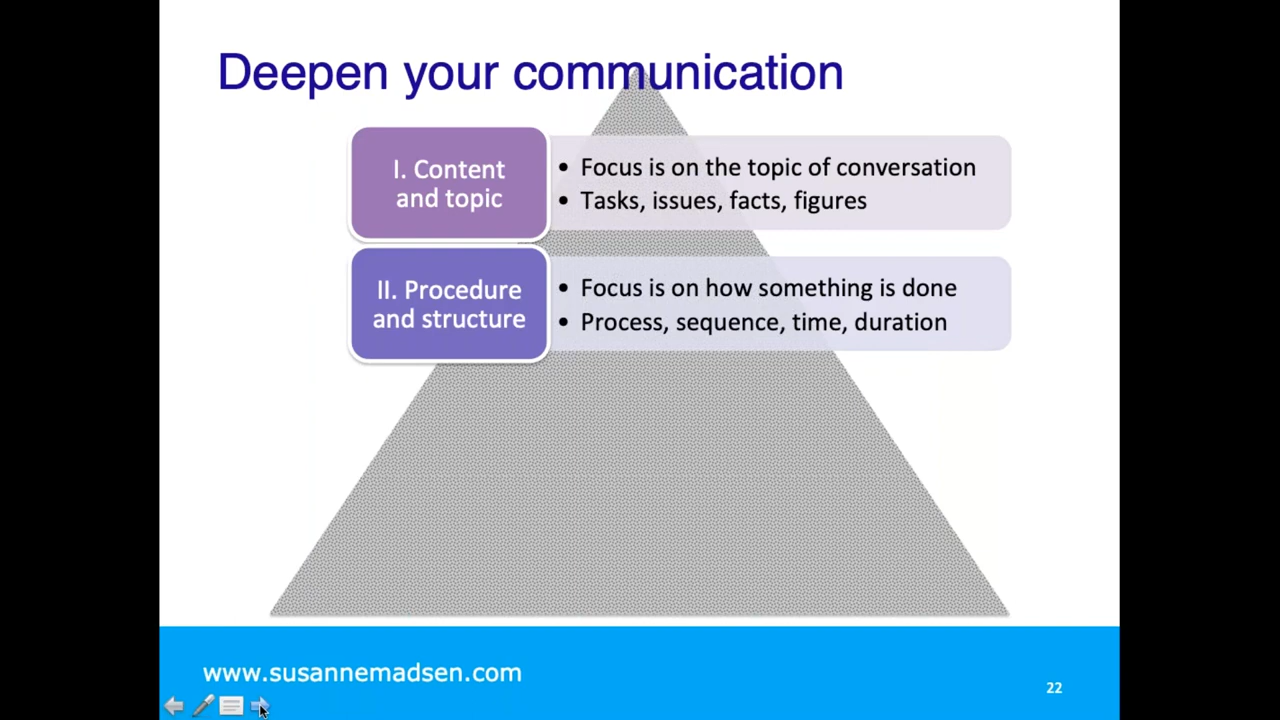 Deepen your communication
I. Content
and topic
• Focus is on the topic of conversation
• Tasks, issues, facts, figures
II. Procedure
and structure
• Focus is on how something is done
• Process, sequence, time, duration
www.susannemadsen.com
22